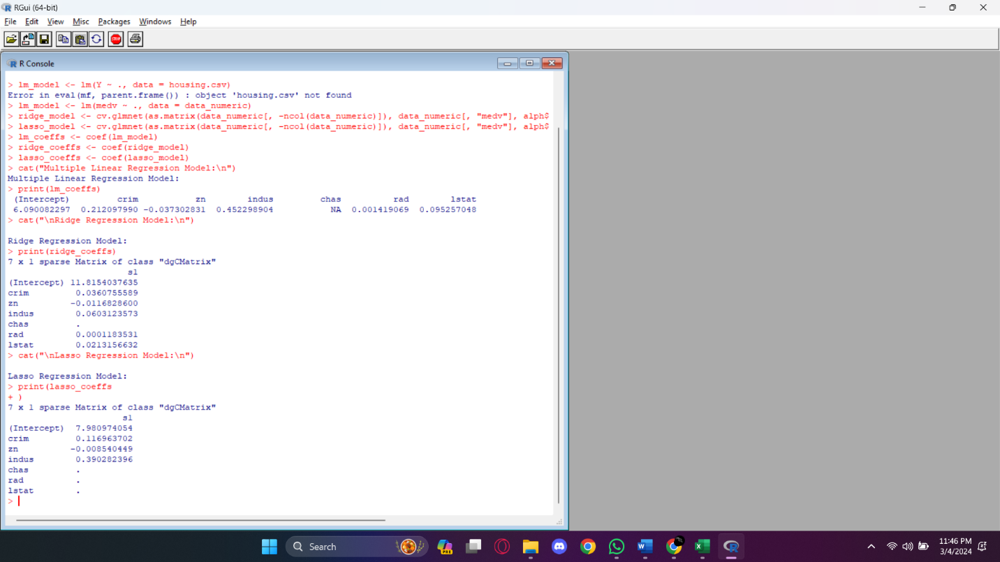 RGui (64-bit)
File Edit View Misc Packages Windows Help
STOP
R Console
> lm_model <- lm(Y ~ ., data = housing.csv)
Error in eval(mf, parent.frame()) : object 'housing.csv' not found
> lm_model <- lm(medv ~ ., data = data_numeric)
> ridge_model <- cv.glmnet(as.matrix(data_numeric[, -ncol(data_numeric)]), data_numeric[, "medv"], alph$
> lasso_model <- cv.glmnet(as.matrix(data_numeric[, -ncol(data_numeric)]), data_numeric[, "medv"], alph$
> lm_coeffs <- coef(lm_model)
> ridge_coeffs <- coef(ridge_model)
> lasso_coeffs <- coef(lasso_model)
> cat("Multiple Linear Regression Model:\n")
Multiple Linear Regression Model:
> print(lm_coeffs)
(Intercept) crim zn indus chas rad lstat
6.090082297 0.212097990 -0.037302831 0.452298904 NA 0.001419069 0.095257048
> cat("\nRidge Regression Model:\n")
Ridge Regression Model:
> print(ridge_coeffs)
7 x 1 sparse Matrix of class "dgCMatrix"
s1
(Intercept) 11.8154037635
crim 0.0360755589
zn -0.0116828600
indus 0.0603123573
chas .
rad 0.0001183531
lstat 0.0213156632
> cat("\nLasso Regression Model:\n")
Lasso Regression Model:
> print(lasso_coeffs
+ )
7 x 1 sparse Matrix of class "dgCMatrix"
s1
(Intercept) 7.980974054
crim 0.116963702
zn -0.008540449
indus 0.390282396
chas .
rad .
lstat .
>
Search
PRE
11:46 PM
3/4/2024